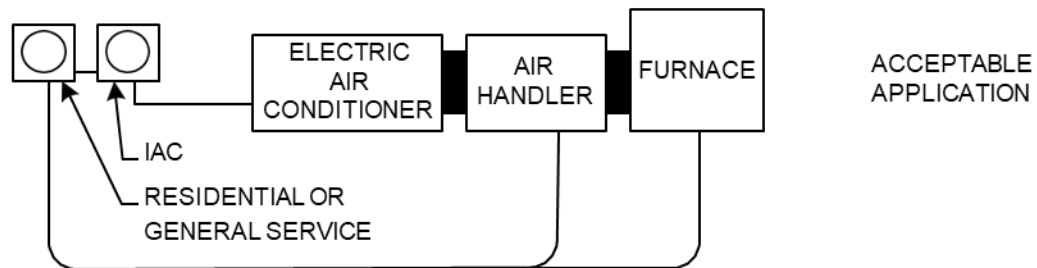 ELECTRIC
AIR
CONDITIONER
AIR
HANDLER
FURNACE
ACCEPTABLE
APPLICATION
IAC
RESIDENTIAL OR
GENERAL SERVICE